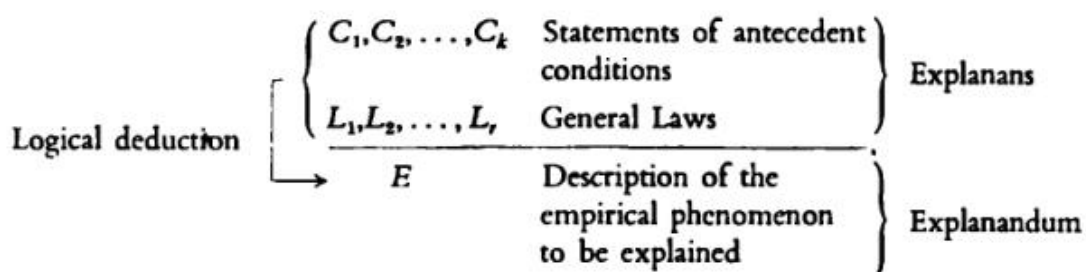 C₁,C₂, . . . ,Cₖ Statements of antecedent
conditions
Explanans
L₁,L₂, . . . , Lᵣ General Laws
Logical deduction
E Description of the
empirical phenomenon
to be explained
Explanandum